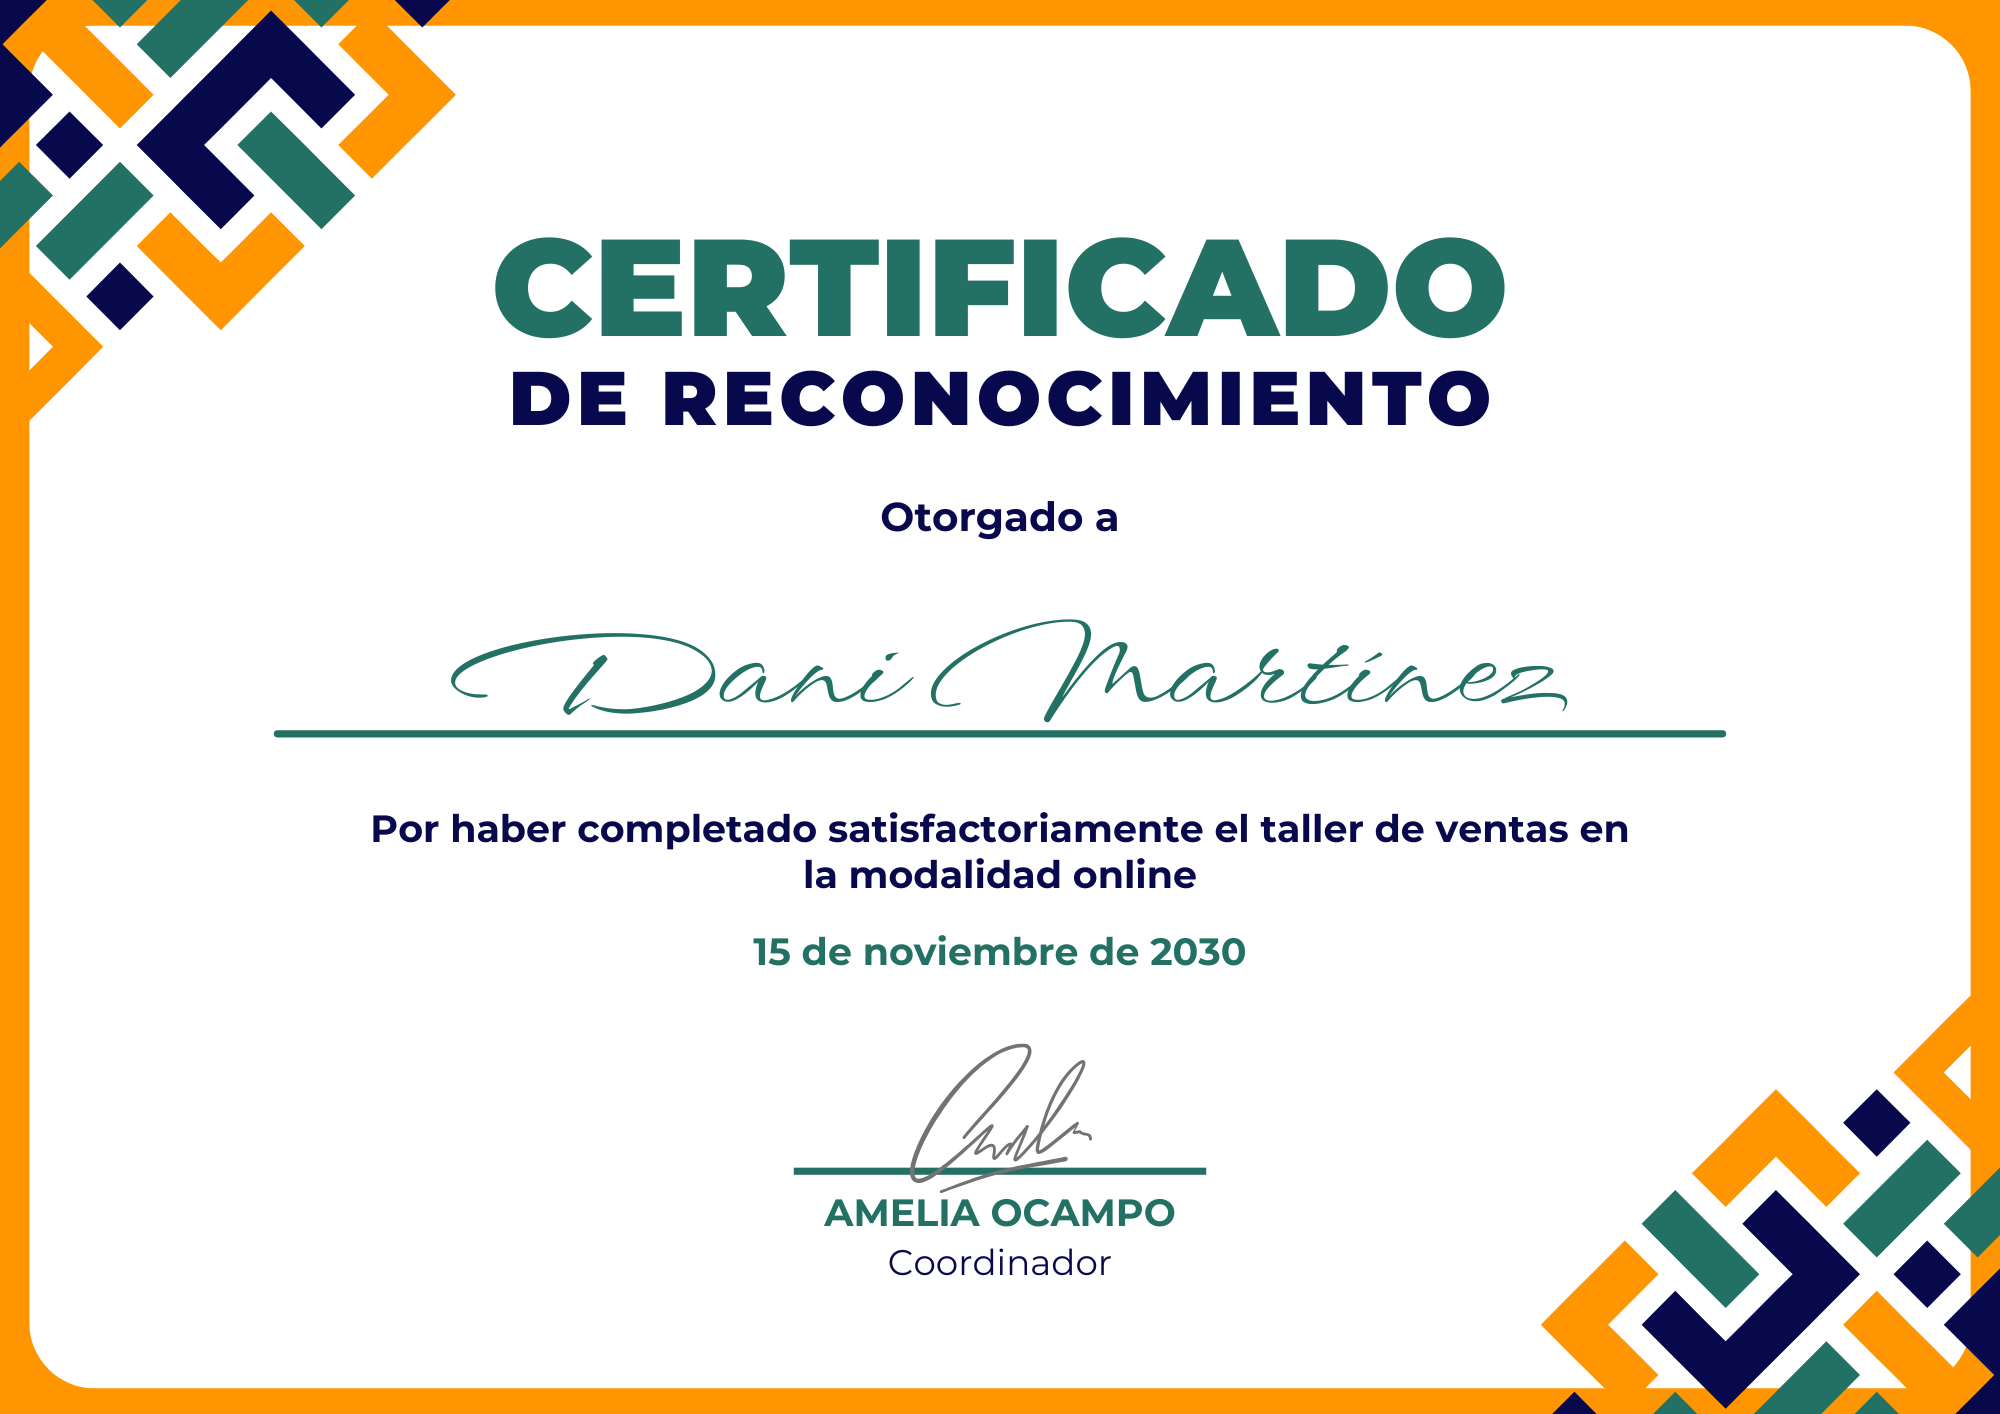 CERTIFICADO
DE RECONOCIMIENTO
Otorgado a
Dani Martínez
Por haber completado satisfactoriamente el taller de ventas en
la modalidad online
15 de noviembre de 2030
AMELIA OCAMPO
Coordinador